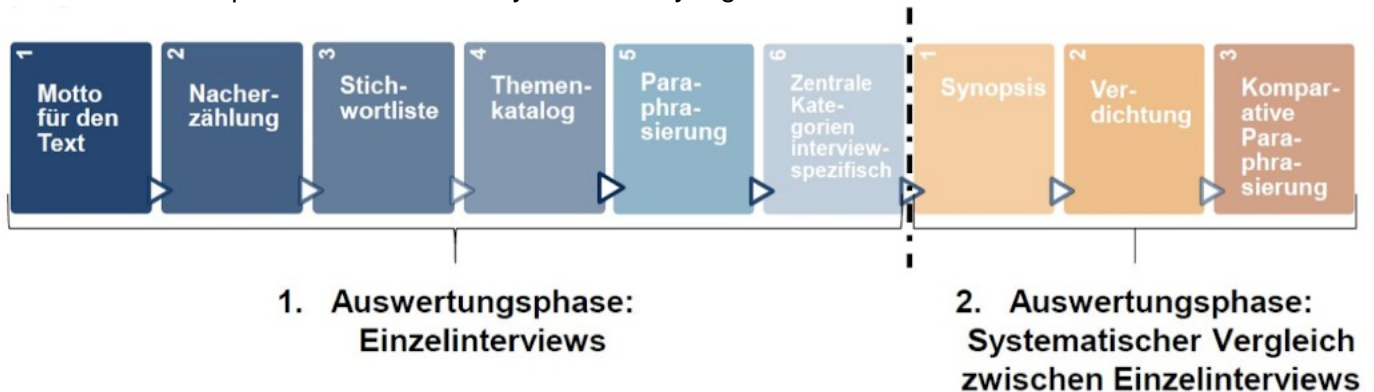 1
Motto
für den
Text
2
Nacher-
zählung
3
Stich-
wortliste
4
Themen-
katalog
5
Para-
phra-
sierung
6
Zentrale
Kate-
gorien
interview-
spezifisch
1
Synopsis
2
Ver-
dichtung
3
Kompar-
ative
Para-
phra-
sierung
1. Auswertungsphase:
Einzelinterviews
2. Auswertungsphase:
Systematischer Vergleich
zwischen Einzelinterviews